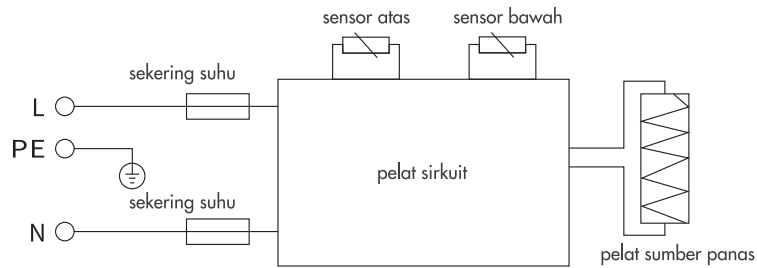 sensor atas
sensor bawah
sekering suhu
L
PE
pelat sirkuit
sekering suhu
N
pelat sumber panas